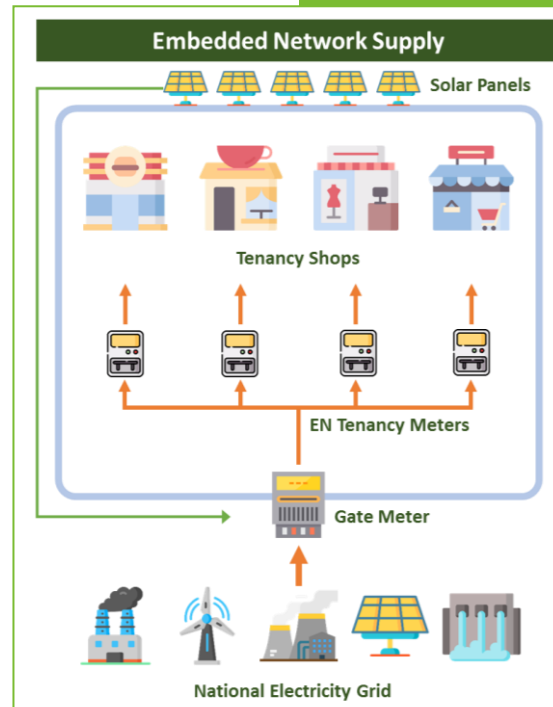 Embedded Network Supply
Solar Panels
Tenancy Shops
EN Tenancy Meters
Gate Meter
National Electricity Grid